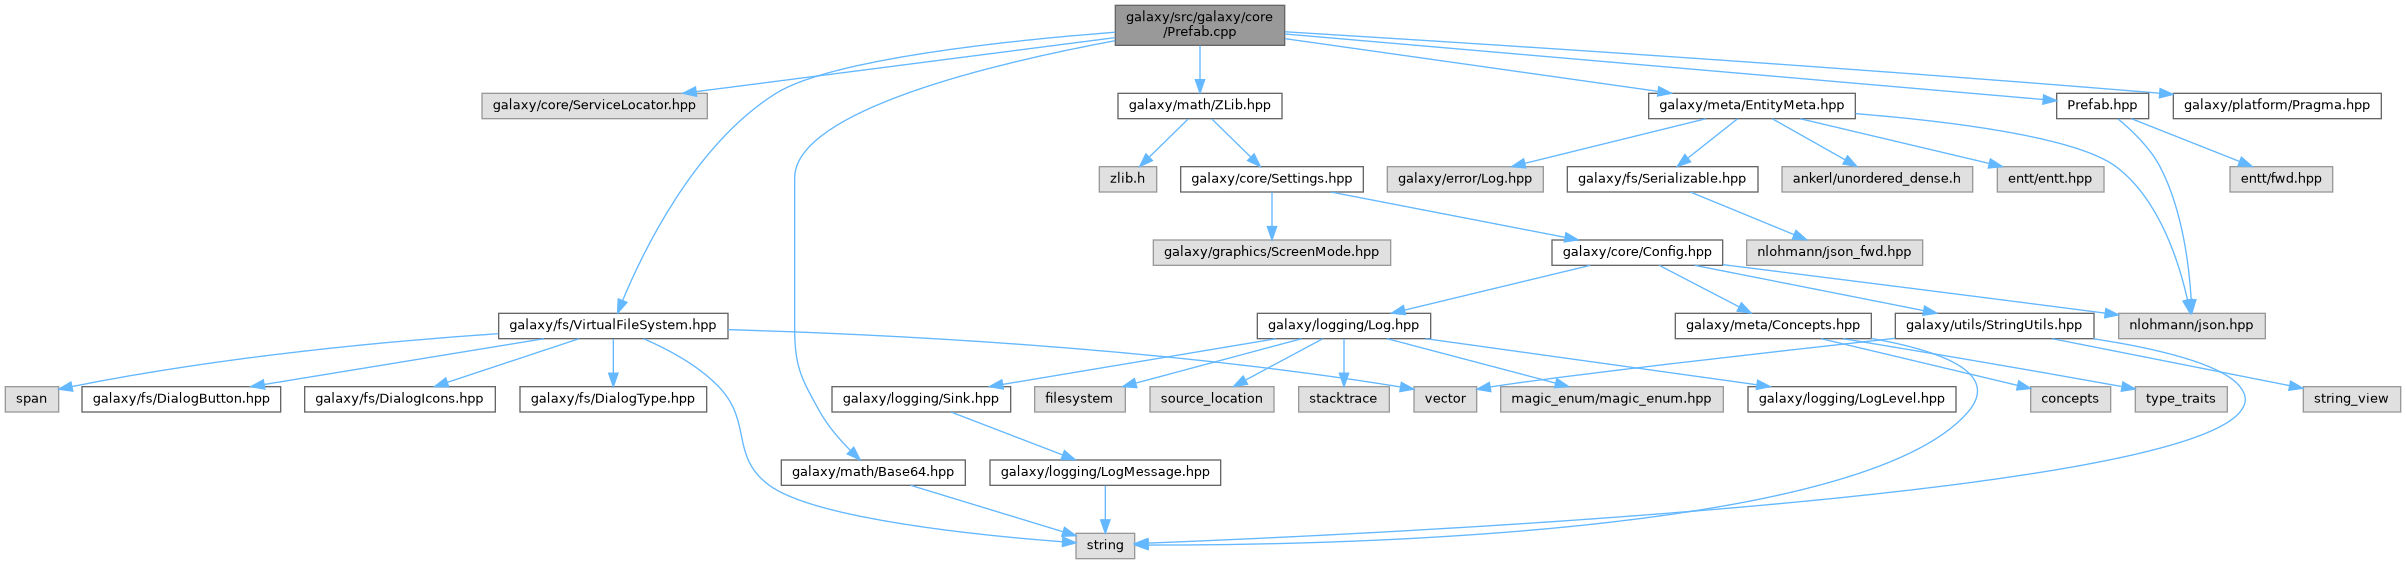 galaxy/src/galaxy/core
/Prefab.cpp
galaxy/core/ServiceLocator.hpp
galaxy/math/ZLib.hpp
galaxy/meta/EntityMeta.hpp
Prefab.hpp
galaxy/platform/Pragma.hpp
zlib.h
galaxy/core/Settings.hpp
galaxy/error/Log.hpp
galaxy/fs/Serializable.hpp
ankerl/unordered_dense.h
entt/entt.hpp
entt/fwd.hpp
galaxy/graphics/ScreenMode.hpp
galaxy/core/Config.hpp
nlohmann/json_fwd.hpp
galaxy/fs/VirtualFileSystem.hpp
galaxy/logging/Log.hpp
galaxy/meta/Concepts.hpp
galaxy/utils/StringUtils.hpp
nlohmann/json.hpp
span
galaxy/fs/DialogButton.hpp
galaxy/fs/DialogIcons.hpp
galaxy/fs/DialogType.hpp
galaxy/logging/Sink.hpp
filesystem
source_location
stacktrace
vector
magic_enum/magic_enum.hpp
galaxy/logging/LogLevel.hpp
concepts
type_traits
string_view
galaxy/math/Base64.hpp
galaxy/logging/LogMessage.hpp
string